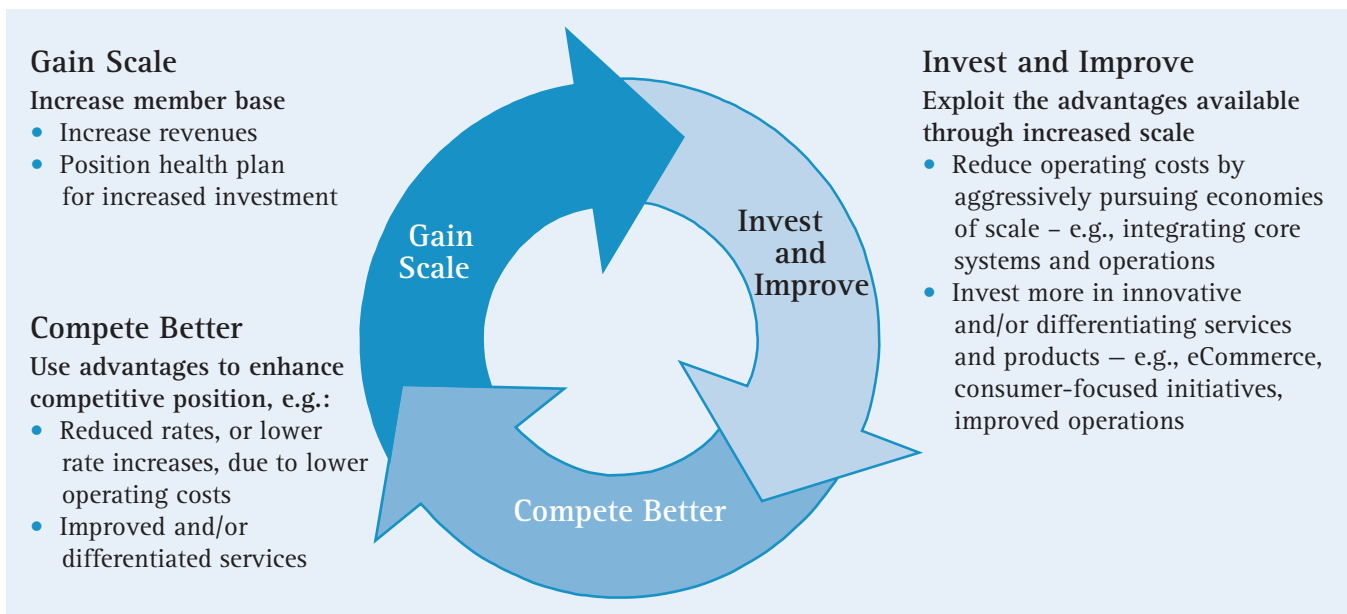 Gain Scale
Increase member base
• Increase revenues
• Position health plan
for increased investment
Compete Better
Use advantages to enhance
competitive position, e.g.:
• Reduced rates, or lower
rate increases, due to lower
operating costs
• Improved and/or
differentiated services
Gain
Scale
Invest
and
Improve
Compete Better
Invest and Improve
Exploit the advantages available
through increased scale
• Reduce operating costs by
aggressively pursuing economies
of scale – e.g., integrating core
systems and operations
• Invest more in innovative
and/or differentiating services
and products – e.g., eCommerce,
consumer-focused initiatives,
improved operations